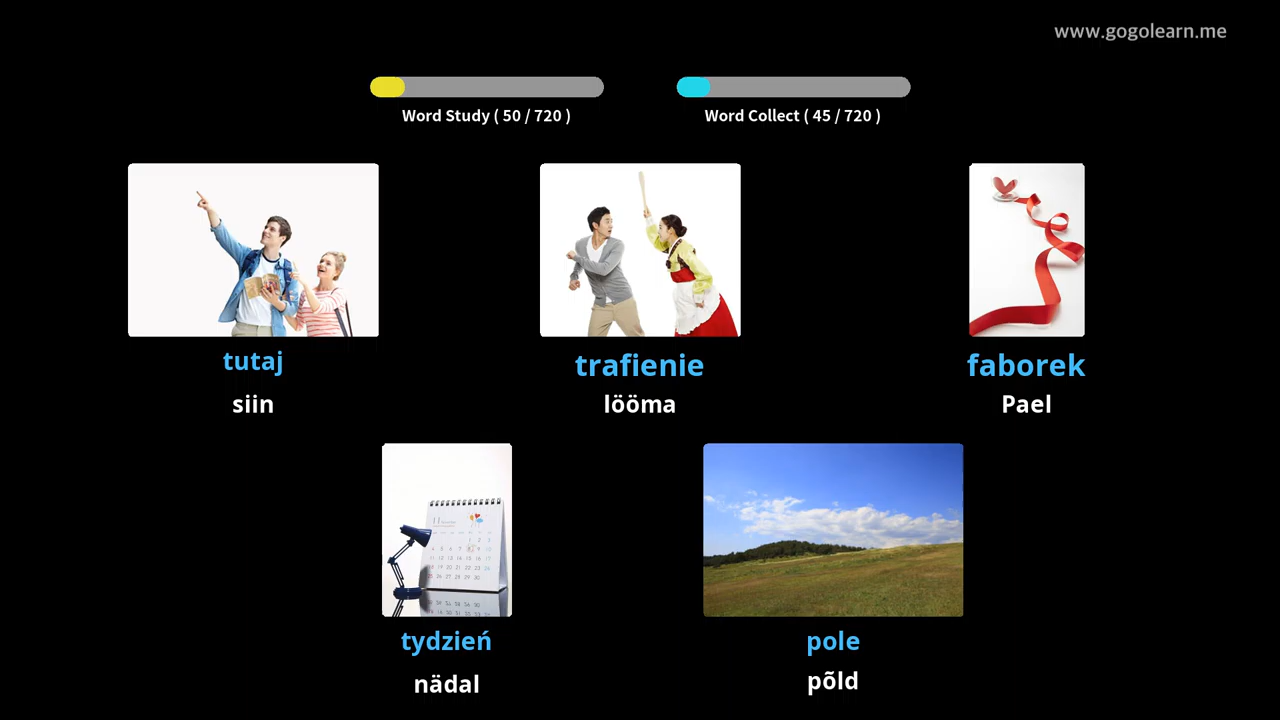 www.gogolearn.me
Word Study ( 50 / 720 )
Word Collect ( 45 / 720 )
tutaj
trafienie
faborek
siin
lööma
Pael
tydzień
pole
nädal
põld